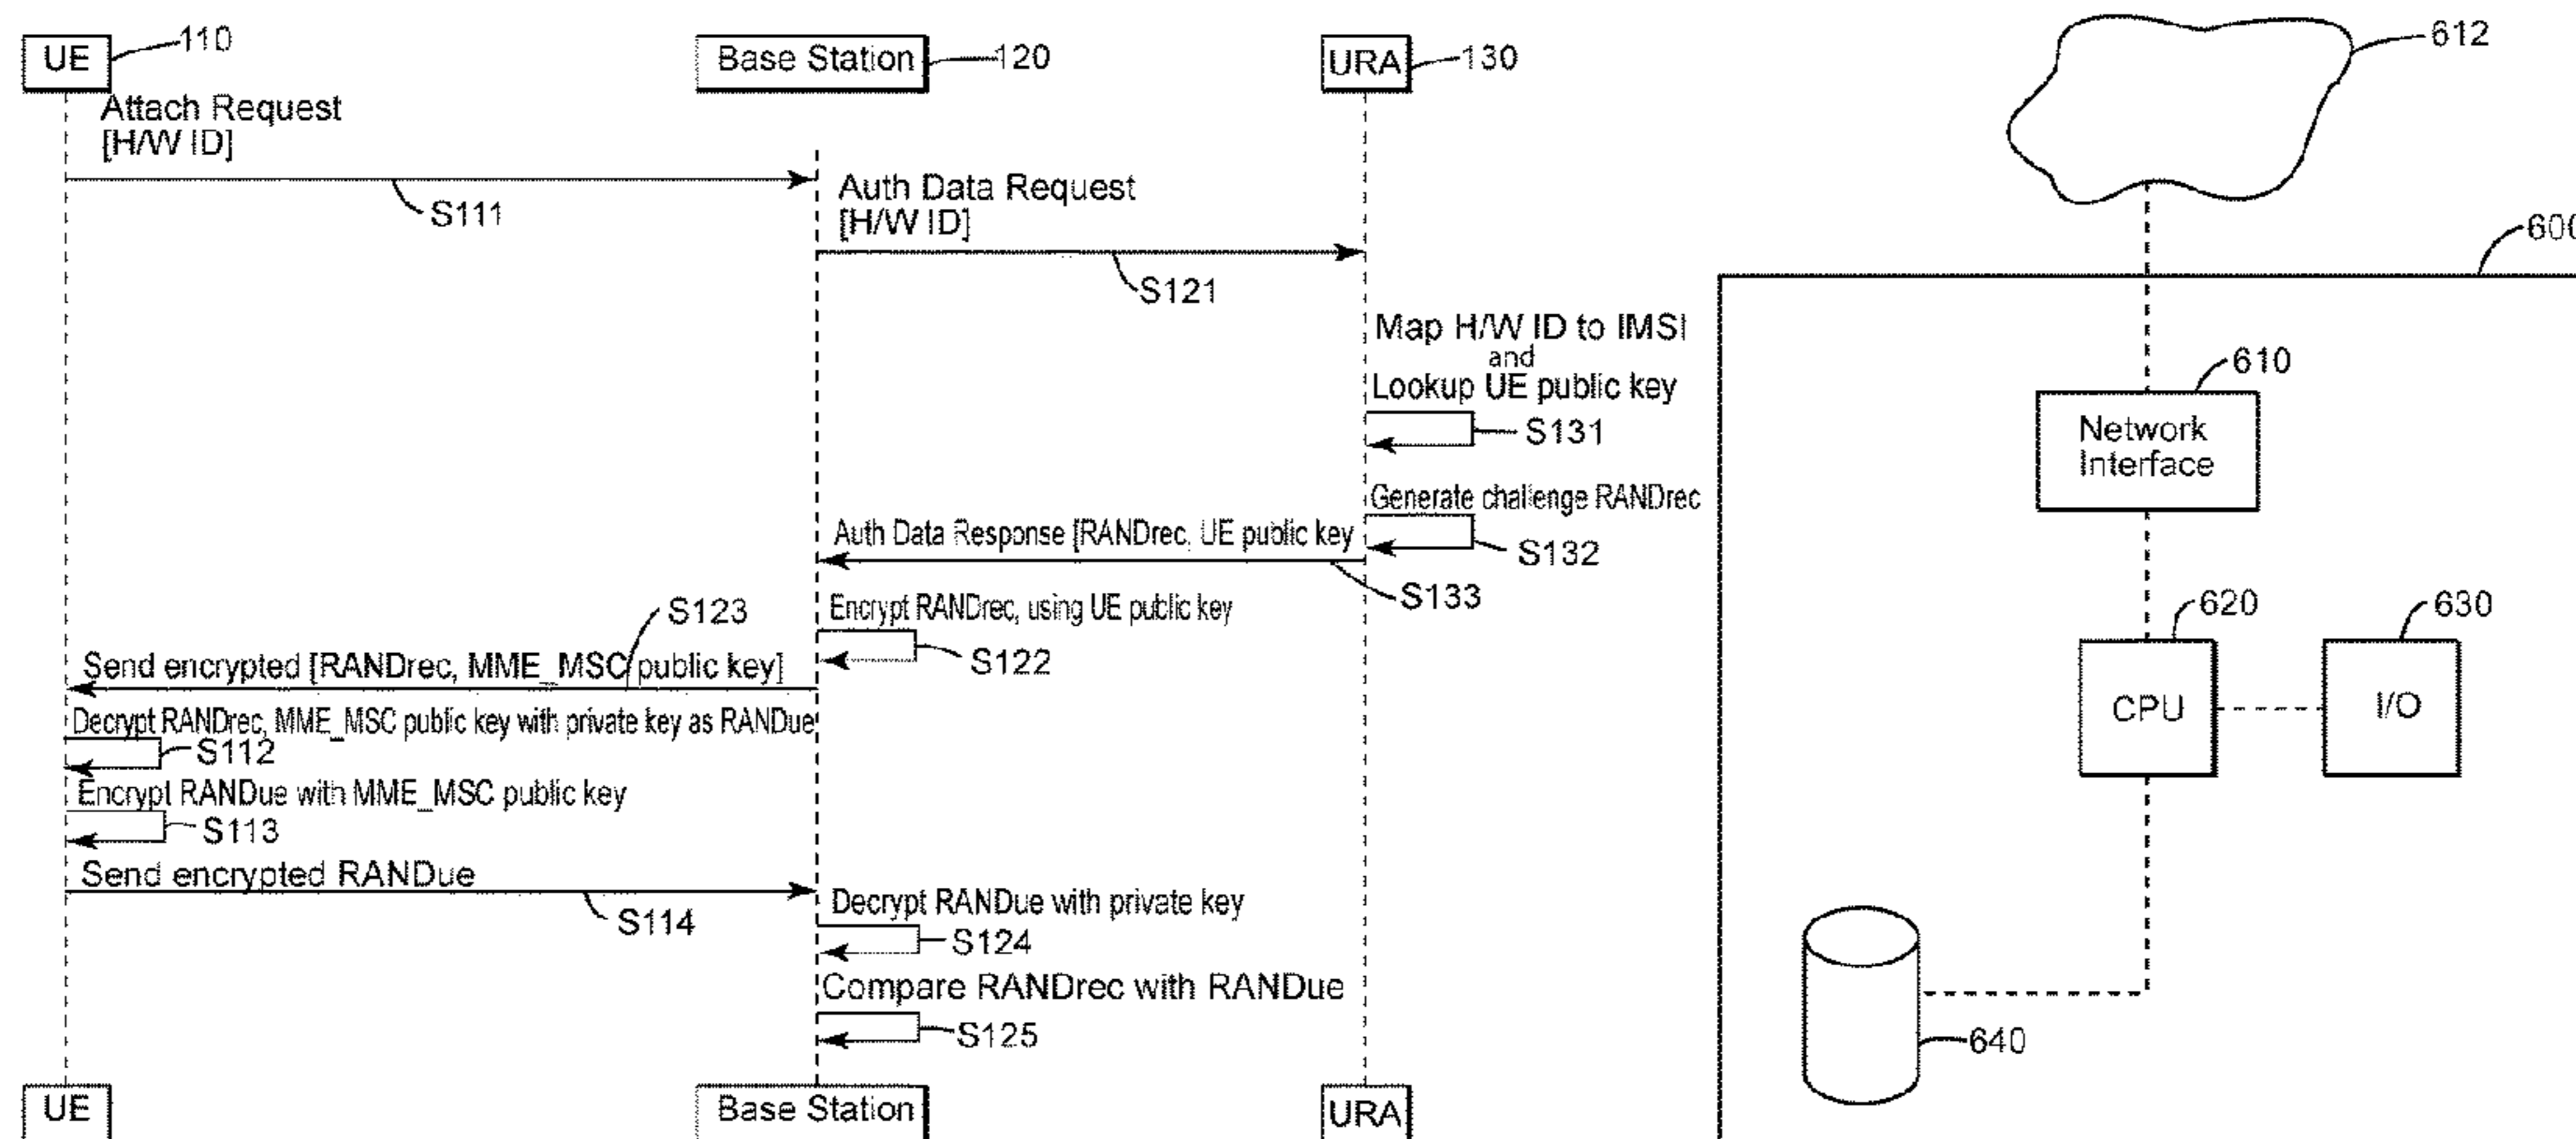 UE
110
Base Station
120
URA
130
Attach Request
[H/W ID]
S111
Auth Data Request
[H/W ID]
S121
Map H/W ID to IMSI
and
Lookup UE public key
S131
Generate challenge RANDrec
S132
Auth Data Response [RANDrec, UE public key
S133
Encrypt RANDrec, using UE public key
S122
S123
Send encrypted [RANDrec, MME_MSC public key]
Decrypt RANDrec, MME_MSC public key with private key as RANDue
S112
Encrypt RANDue with MME_MSC public key
S113
Send encrypted RANDue
S114
Decrypt RANDue with private key
S124
Compare RANDrec with RANDue
S125
UE
Base Station
URA
612
600
610
Network
Interface
620
630
CPU
I/O
640